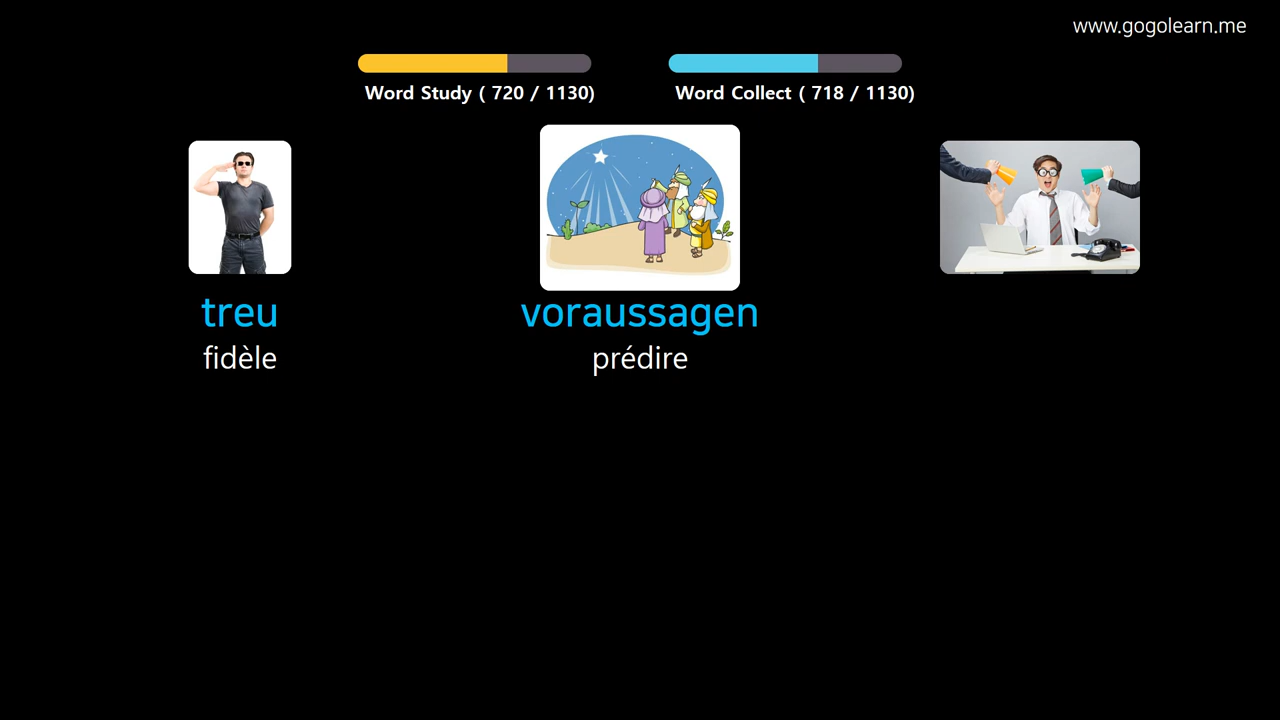 www.gogolearn.me
Word Study ( 720 / 1130)
Word Collect ( 718 / 1130)
treu
voraussagen
fidèle
prédire